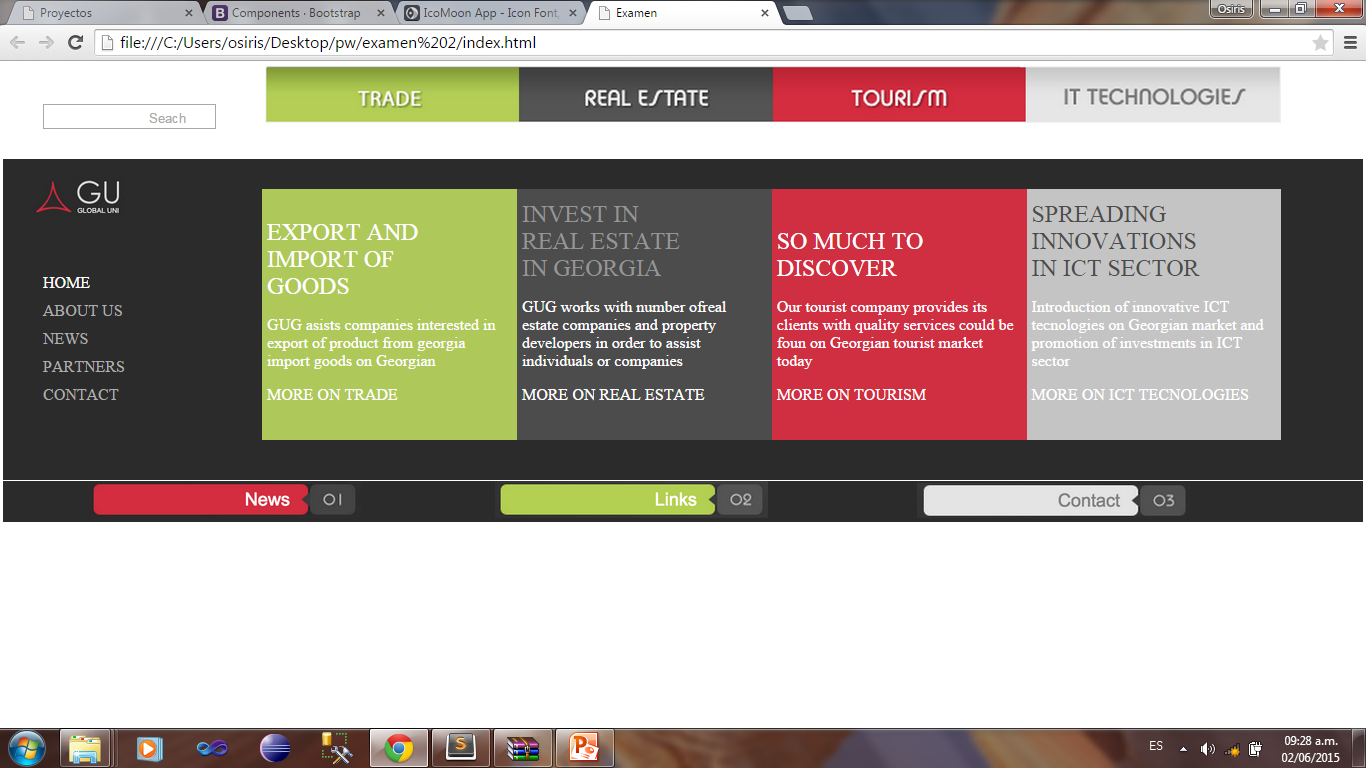 Proyectos
Components · Bootstrap
IcoMoon App - Icon Font,
Examen
Osiris
file:///C:/Users/osiris/Desktop/pw/examen%202/index.html
Seach
TRADE
REAL ESTATE
TOURISM
IT TECHNOLOGIES
GU
GLOBAL UNI
HOME
ABOUT US
NEWS
PARTNERS
CONTACT
EXPORT AND
IMPORT OF
GOODS
GUG asists companies interested in
export of product from georgia
import goods on Georgian
MORE ON TRADE
INVEST IN
REAL ESTATE
IN GEORGIA
GUG works with number ofreal
estate companies and property
developers in order to assist
individuals or companies
MORE ON REAL ESTATE
SO MUCH TO
DISCOVER
Our tourist company provides its
clients with quality services could be
foun on Georgian tourist market
today
MORE ON TOURISM
SPREADING
INNOVATIONS
IN ICT SECTOR
Introduction of innovative ICT
tecnologies on Georgian market and
promotion of investments in ICT
sector
MORE ON ICT TECNOLOGIES
News 01
Links 02
Contact 03
ES
09:28 a.m.
02/06/2015